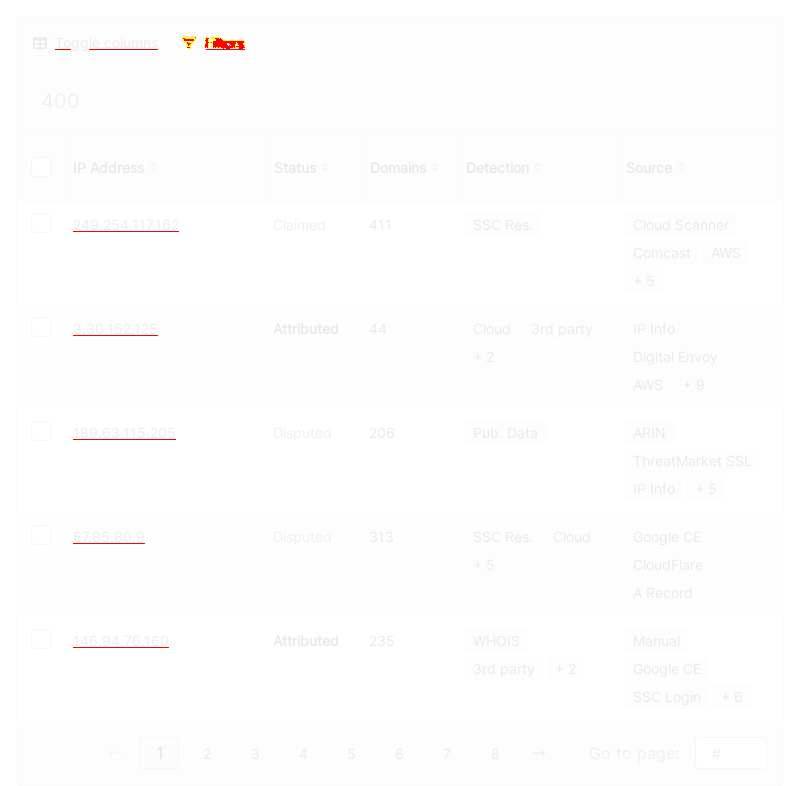 Toggle columns Filters
400
IP Address Status Domains Detection Source
249.254.117.162 Claimed 411 SSC Res. Cloud Scanner
Comcast AWS
+ 5
3.30.152.125 Attributed 44 Cloud 3rd party IP Info
+ 2 Digital Envoy
AWS + 9
189.63.115.205 Disputed 206 Pub. Data ARIN
ThreatMarket SSL
IP Info + 5
67.85.80.9 Disputed 313 SSC Res. Cloud Google CE
+ 5 CloudFlare
A Record
146.94.76.160 Attributed 235 WHOIS Manual
3rd party + 2 Google CE
SSC Login + 6
← 1 2 3 4 5 6 7 8 → Go to page: #